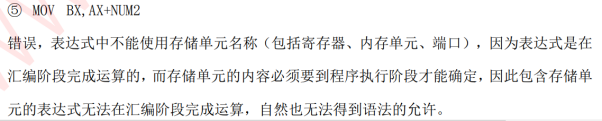 ⑤ MOV BX,AX+NUM2
错误，表达式中不能使用存储单元名称（包括寄存器、内存单元、端口），因为表达式是在
汇编阶段完成运算的，而存储单元的内容必须要到程序执行阶段才能确定，因此包含存储单
元的表达式无法在汇编阶段完成运算，自然也无法得到语法的允许。